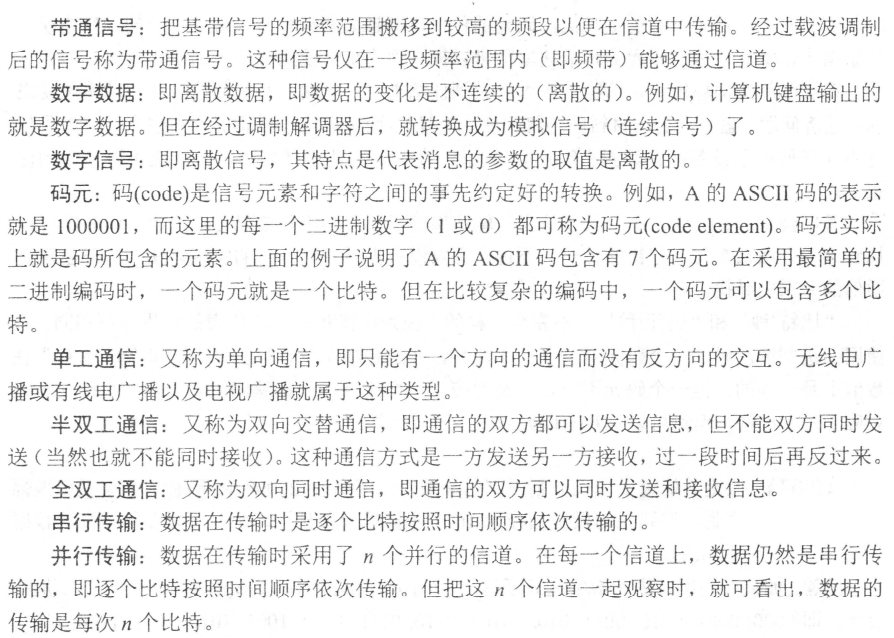 带通信号：把基带信号的频率范围搬移到较高的频段以便在信道中传输。经过载波调制
后的信号称为带通信号。这种信号仅在一段频率范围内（即频带）能够通过信道。
数字数据：即离散数据，即数据的变化是不连续的（离散的）。例如，计算机键盘输出的
就是数字数据。但在经过调制解调器后，就转换成为模拟信号（连续信号）了。
数字信号：即离散信号，其特点是代表消息的参数的取值是离散的。
码元：码(code)是信号元素和字符之间的事先约定好的转换。例如，A 的 ASCII 码的表示
就是 1000001，而这里的每一个二进制数字（1 或 0）都可称为码元(code element)。码元实际
上就是码所包含的元素。上面的例子说明了 A 的 ASCII 码包含有 7 个码元。在采用最简单的
二进制编码时，一个码元就是一个比特。但在比较复杂的编码中，一个码元可以包含多个比
特。
单工通信：又称为单向通信，即只能有一个方向的通信而没有反方向的交互。无线电广
播或有线电广播以及电视广播就属于这种类型。
半双工通信：又称为双向交替通信，即通信的双方都可以发送信息，但不能双方同时发
送（当然也就不能同时接收）。这种通信方式是一方发送另一方接收，过一段时间后再反过来。
全双工通信：又称为双向同时通信，即通信的双方可以同时发送和接收信息。
串行传输：数据在传输时是逐个比特按照时间顺序依次传输的。
并行传输：数据在传输时采用了 n 个并行的信道。在每一个信道上，数据仍然是串行传
输的，即逐个比特按照时间顺序依次传输。但把这 n 个信道一起观察时，就可看出，数据的
传输是每次 n 个比特。